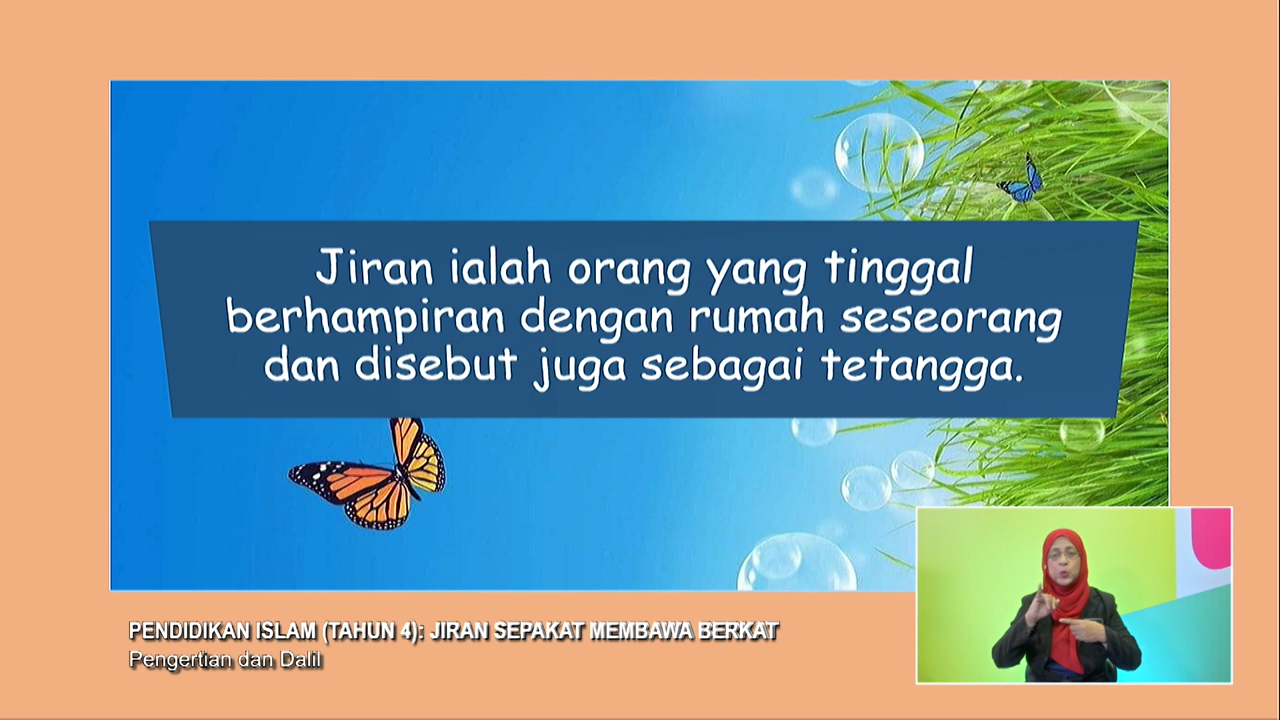 Jiran ialah orang yang tinggal
berhampiran dengan rumah seseorang
dan disebut juga sebagai tetangga.
PENDIDIKAN ISLAM (TAHUN 4): JIRAN SEPAKAT MEMBAWA BERKAT
Pengertian dan Dalil